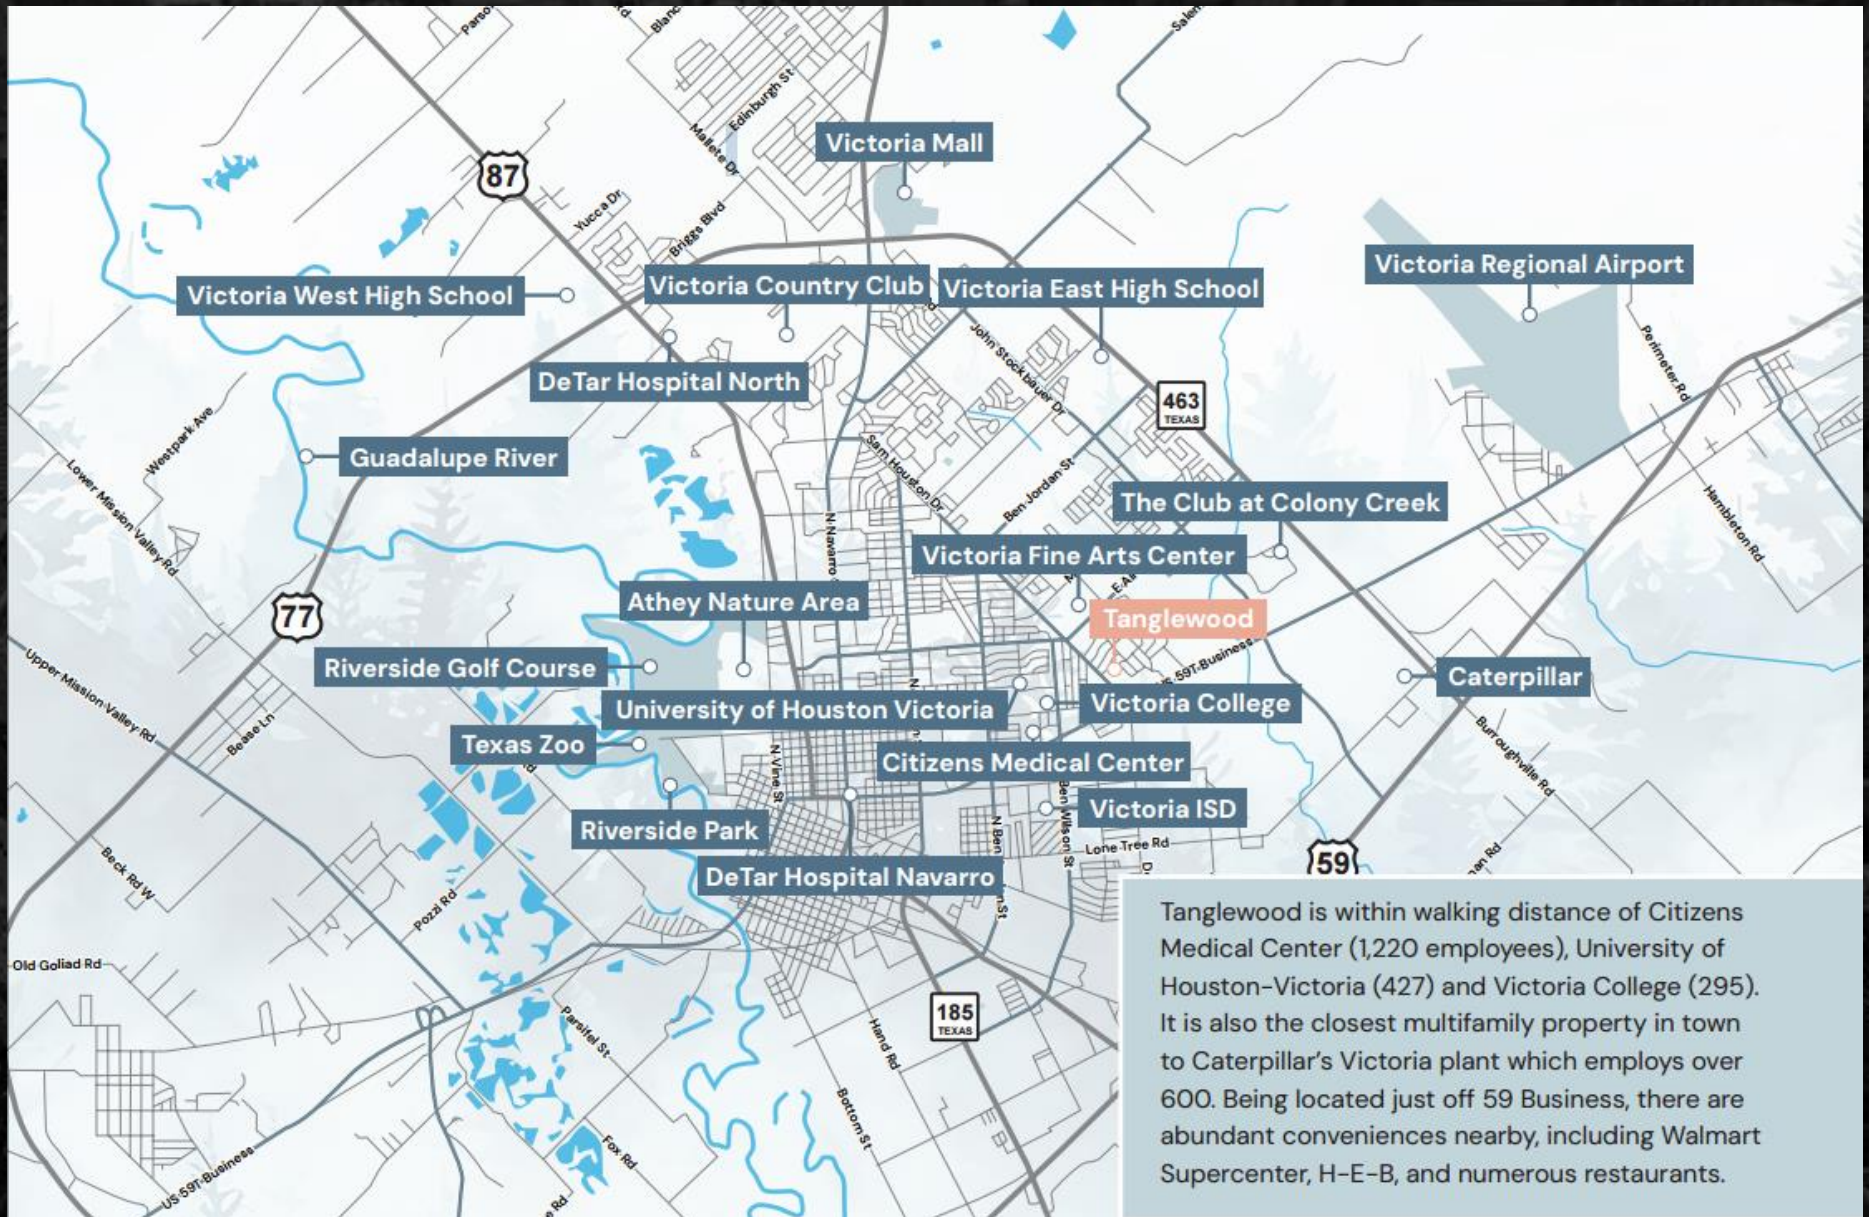 Edinburgh St
Mallette Dr
Victoria Mall
87
Yucca Dr
Briggs Blvd
Victoria Regional Airport
Victoria West High School
Victoria Country Club
Victoria East High School
John Stockbauer Dr
Perimeter Rd
DeTar Hospital North
463
TEXAS
Westpark Ave
Guadalupe River
Sam Houston Dr
Ben-Jordan St
Lower Mission Valley Rd
The Club at Colony Creek
Hambleton Rd
N Navarro
Victoria Fine Arts Center
Athey Nature Area
77
Tanglewood
Riverside Golf Course
US 59T-Business
Caterpillar
Upper Mission Valley Rd
Bease Ln
University of Houston Victoria
Victoria College
Texas Zoo
N Vine St
Citizens Medical Center
Burroughville Rd
Riverside Park
Ben Wilson St
Victoria ISD
N Ben
Lone Tree Rd
59
Beck Rd W
DeTar Hospital Navarro
Pozzi Rd
Old Goliad Rd
Parsifel St
Hand Rd
185
TEXAS
Bottom St
Fox Rd
US 59T-Business
Tanglewood is within walking distance of Citizens
Medical Center (1,220 employees), University of
Houston-Victoria (427) and Victoria College (295).
It is also the closest multifamily property in town
to Caterpillar's Victoria plant which employs over
600. Being located just off 59 Business, there are
abundant conveniences nearby, including Walmart
Supercenter, H-E-B, and numerous restaurants.